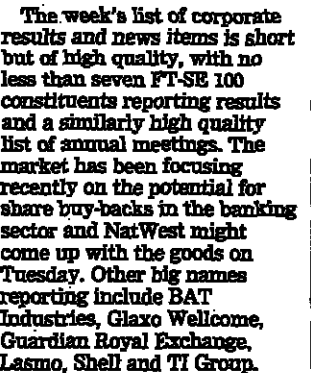 The week's list of corporate
results and news items is short
but of high quality, with no
less than seven FT-SE 100
constituents reporting results
and a similarly high quality
list of annual meetings. The
market has been focusing
recently on the potential for
share buy-backs in the banking
sector and NatWest might
come up with the goods on
Tuesday. Other big names
reporting include BAT
Industries, Glaxo Wellcome,
Guardian Royal Exchange,
Lasmo, Shell and TI Group.